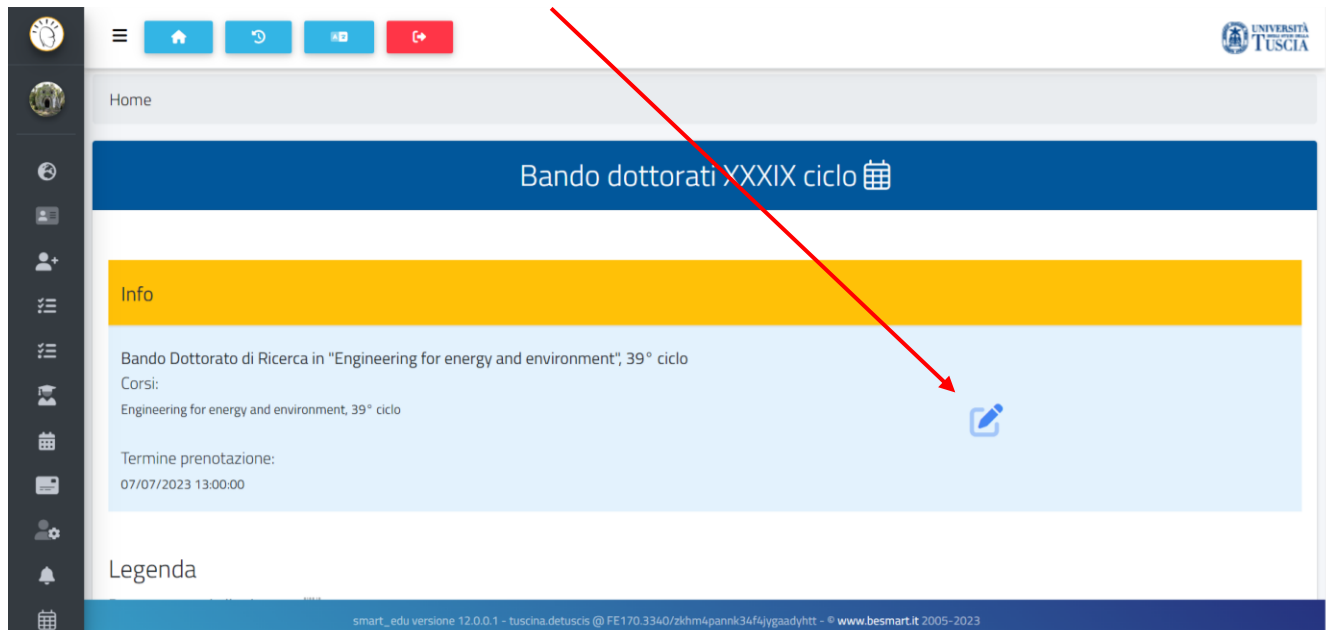 UNIVERSITÀ
TUSCIA
Home
Bando dottorati XXXIX ciclo
Info
Bando Dottorato di Ricerca in "Engineering for energy and environment", 39° ciclo
Corsi:
Engineering for energy and environment, 39° ciclo
Termine prenotazione:
07/07/2023 13:00:00
Legenda
smart_edu versione 12.0.0.1 - tuscina.detuscis @ FE170.3340/zkhm4pannk34f4jygaadyhtt - © www.besmart.it 2005-2023